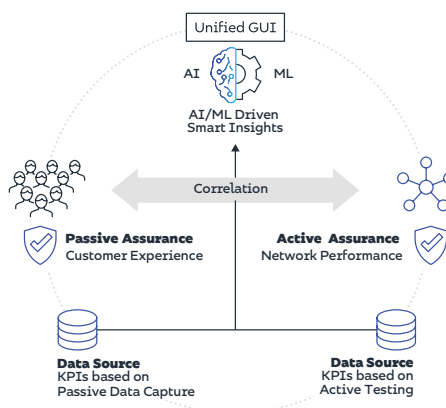 Unified GUI
AI
ML
AI/ML Driven
Smart Insights
Correlation
Passive Assurance
Customer Experience
Active Assurance
Network Performance
Data Source
KPIs based on
Passive Data Capture
Data Source
KPIs based on
Active Testing